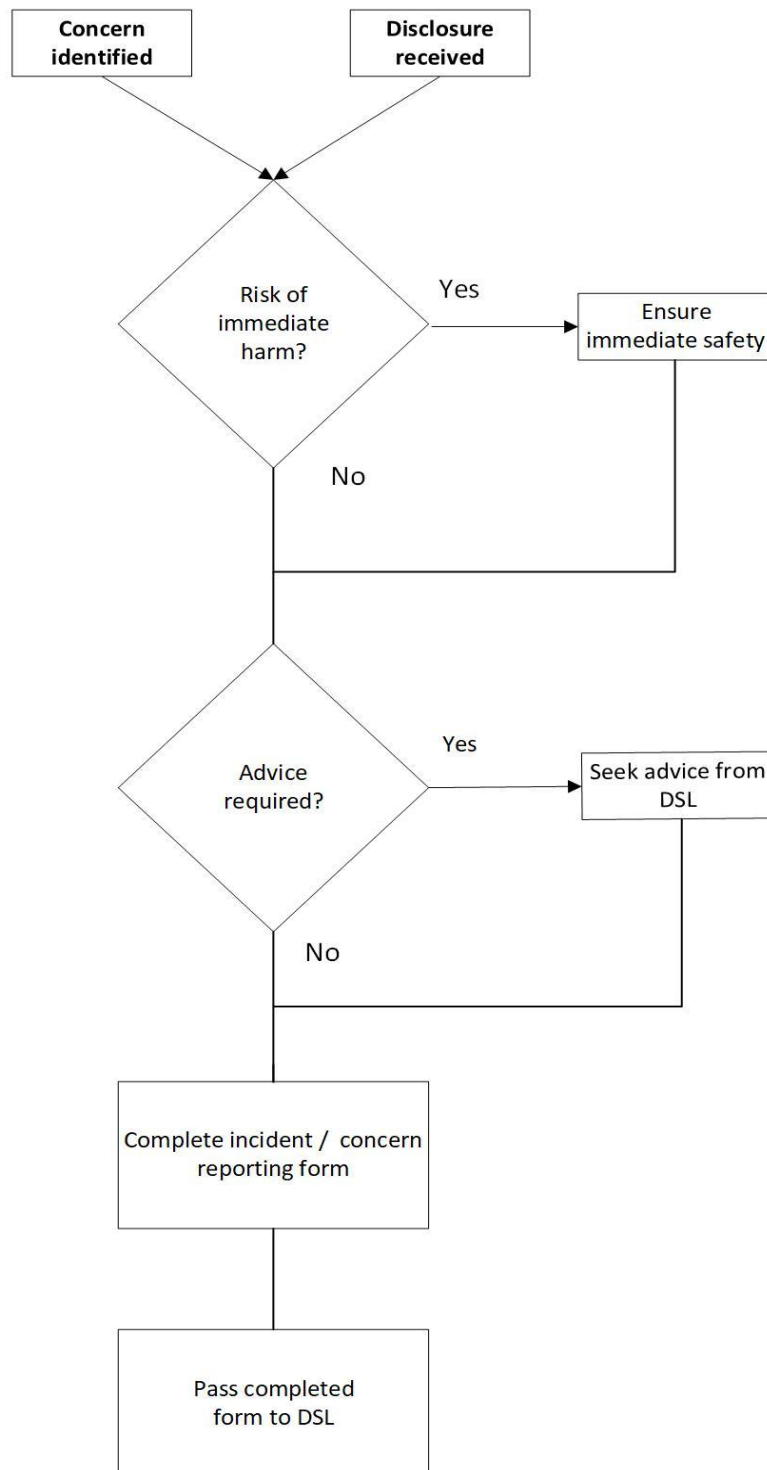 Concern
identified
Disclosure
received
Risk of
immediate
harm?
Yes
Ensure
immediate safety
No
Advice
required?
Yes
Seek advice from
DSL
No
Complete incident / concern
reporting form
Pass completed
form to DSL